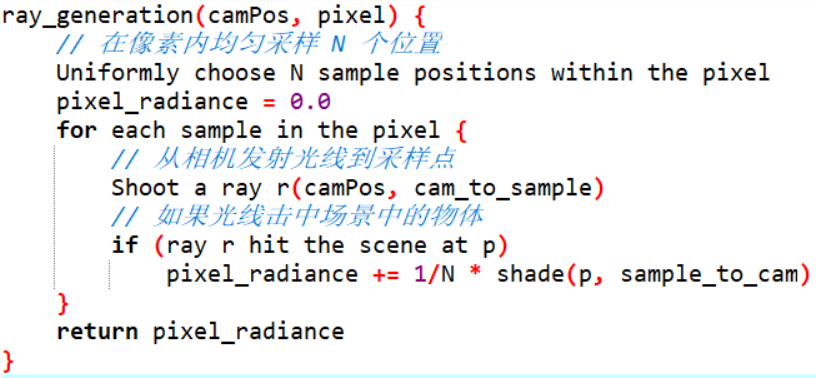 ray_generation(camPos, pixel) {
    // 在像素内均匀采样 N 个位置
    Uniformly choose N sample positions within the pixel
    pixel_radiance = 0.0
    for each sample in the pixel {
        // 从相机发射光线到采样点
        Shoot a ray r(camPos, cam_to_sample)
        // 如果光线击中场景中的物体
        if (ray r hit the scene at p)
            pixel_radiance += 1/N * shade(p, sample_to_cam)
    }
    return pixel_radiance
}